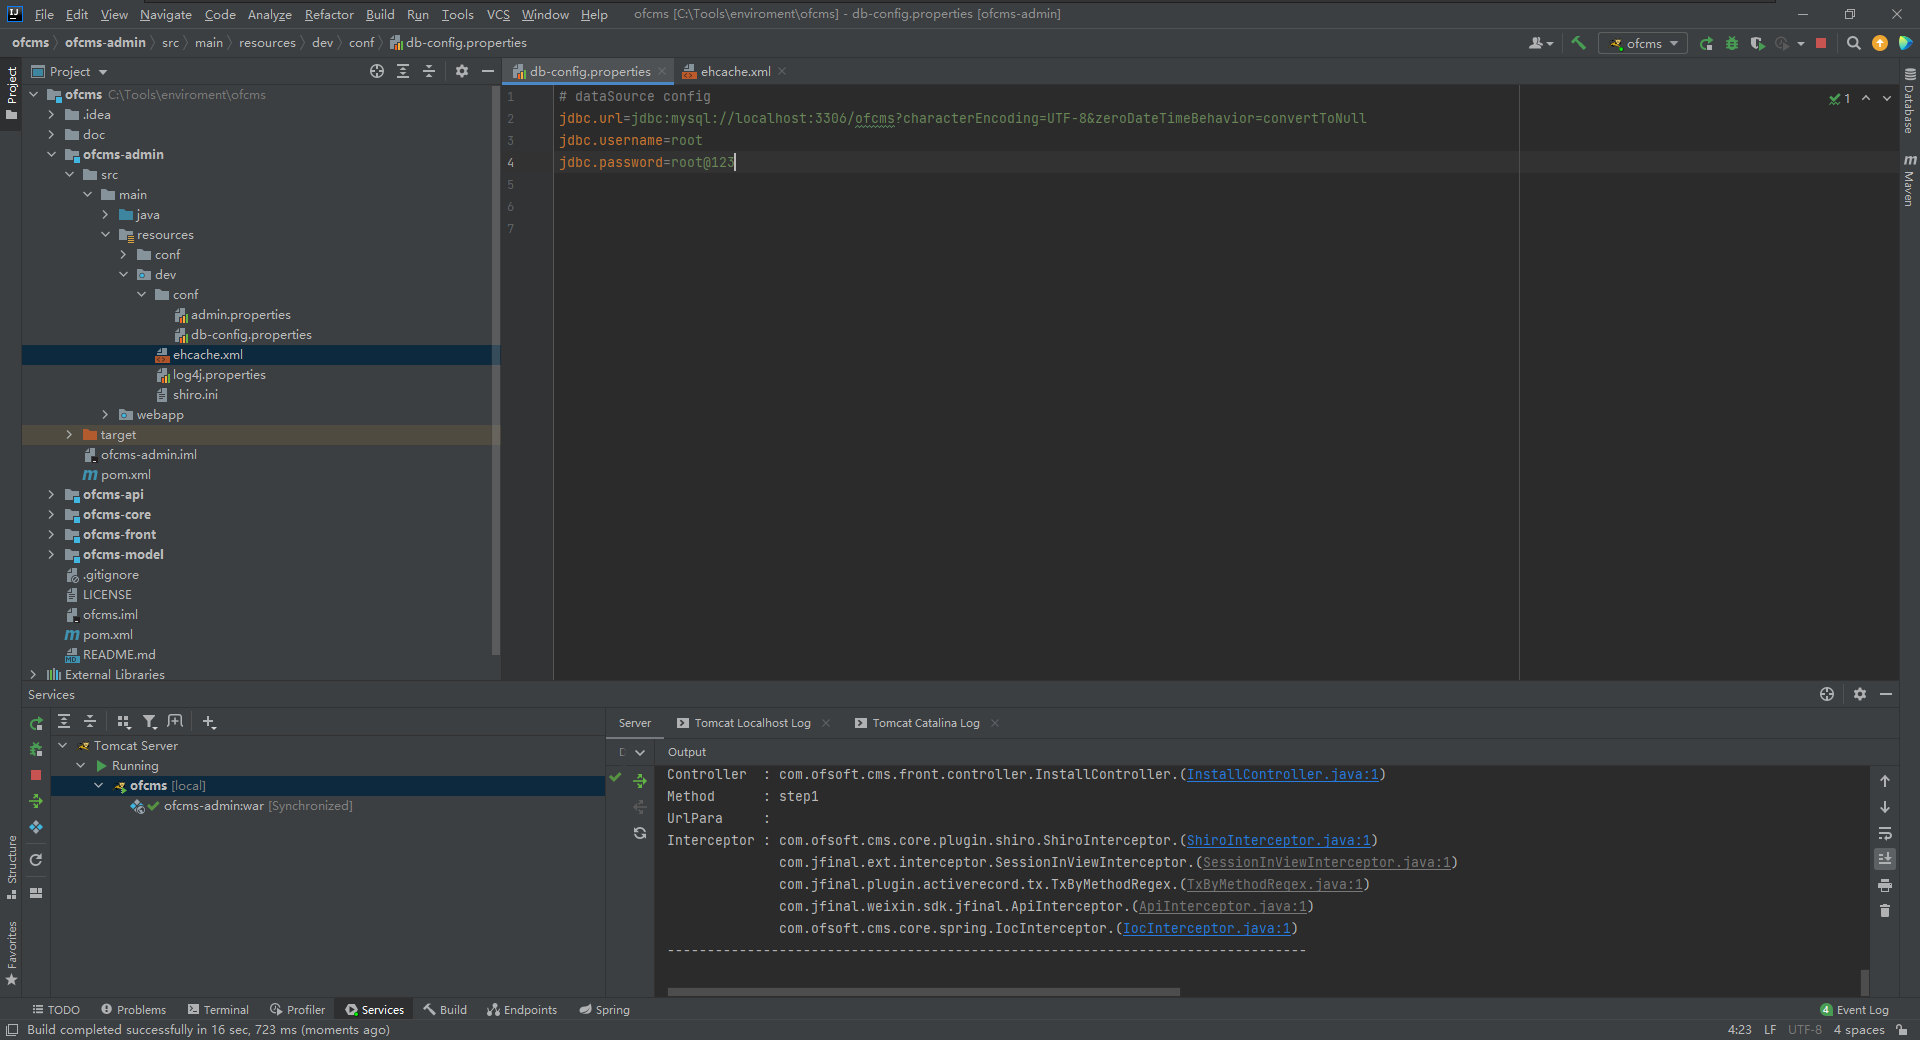 File Edit View Navigate Code Analyze Refactor Build Run Tools VCS Window Help ofcms [C:\Tools\enviroment\ofcms] - db-config.properties [ofcms-admin]
ofcms ofcms-admin src main resources dev conf db-config.properties ofcms
Project
Project
db-config.properties ehcache.xml
ofcms C:\Tools\enviroment\ofcms
.idea
doc
ofcms-admin
src
main
java
resources
conf
dev
conf
admin.properties
db-config.properties
ehcache.xml
log4j.properties
shiro.ini
webapp
target
ofcms-admin.iml
pom.xml
ofcms-api
ofcms-core
ofcms-front
ofcms-model
.gitignore
LICENSE
ofcms.iml
pom.xml
README.md
External Libraries
1 # dataSource config
2 jdbc.url=jdbc:mysql://localhost:3306/ofcms?characterEncoding=UTF-8&zeroDateTimeBehavior=convertToNull
3 jdbc.username=root
4 jdbc.password=root@123
5
6
7
1
Database
Maven
Services
Tomcat Server
Running
ofcms [local]
ofcms-admin:war [Synchronized]
Server Tomcat Localhost Log Tomcat Catalina Log
Output
Controller : com.ofsoft.cms.front.controller.InstallController.(InstallController.java:1)
Method : step1
UrlPara :
Interceptor : com.ofsoft.cms.core.plugin.shiro.ShiroInterceptor.(ShiroInterceptor.java:1)
com.jfinal.ext.interceptor.SessionInViewInterceptor.(SessionInViewInterceptor.java:1)
com.jfinal.plugin.activerecord.tx.TxByMethodRegex.(TxByMethodRegex.java:1)
com.jfinal.weixin.sdk.jfinal.ApiInterceptor.(ApiInterceptor.java:1)
com.ofsoft.cms.core.spring.IocInterceptor.(IocInterceptor.java:1)
--------------------------------------------------------------------------------
Structure
Favorites
TODO Problems Terminal Profiler Services Build Endpoints Spring 4 Event Log
Build completed successfully in 16 sec, 723 ms (moments ago) 4:23 LF UTF-8 4 spaces